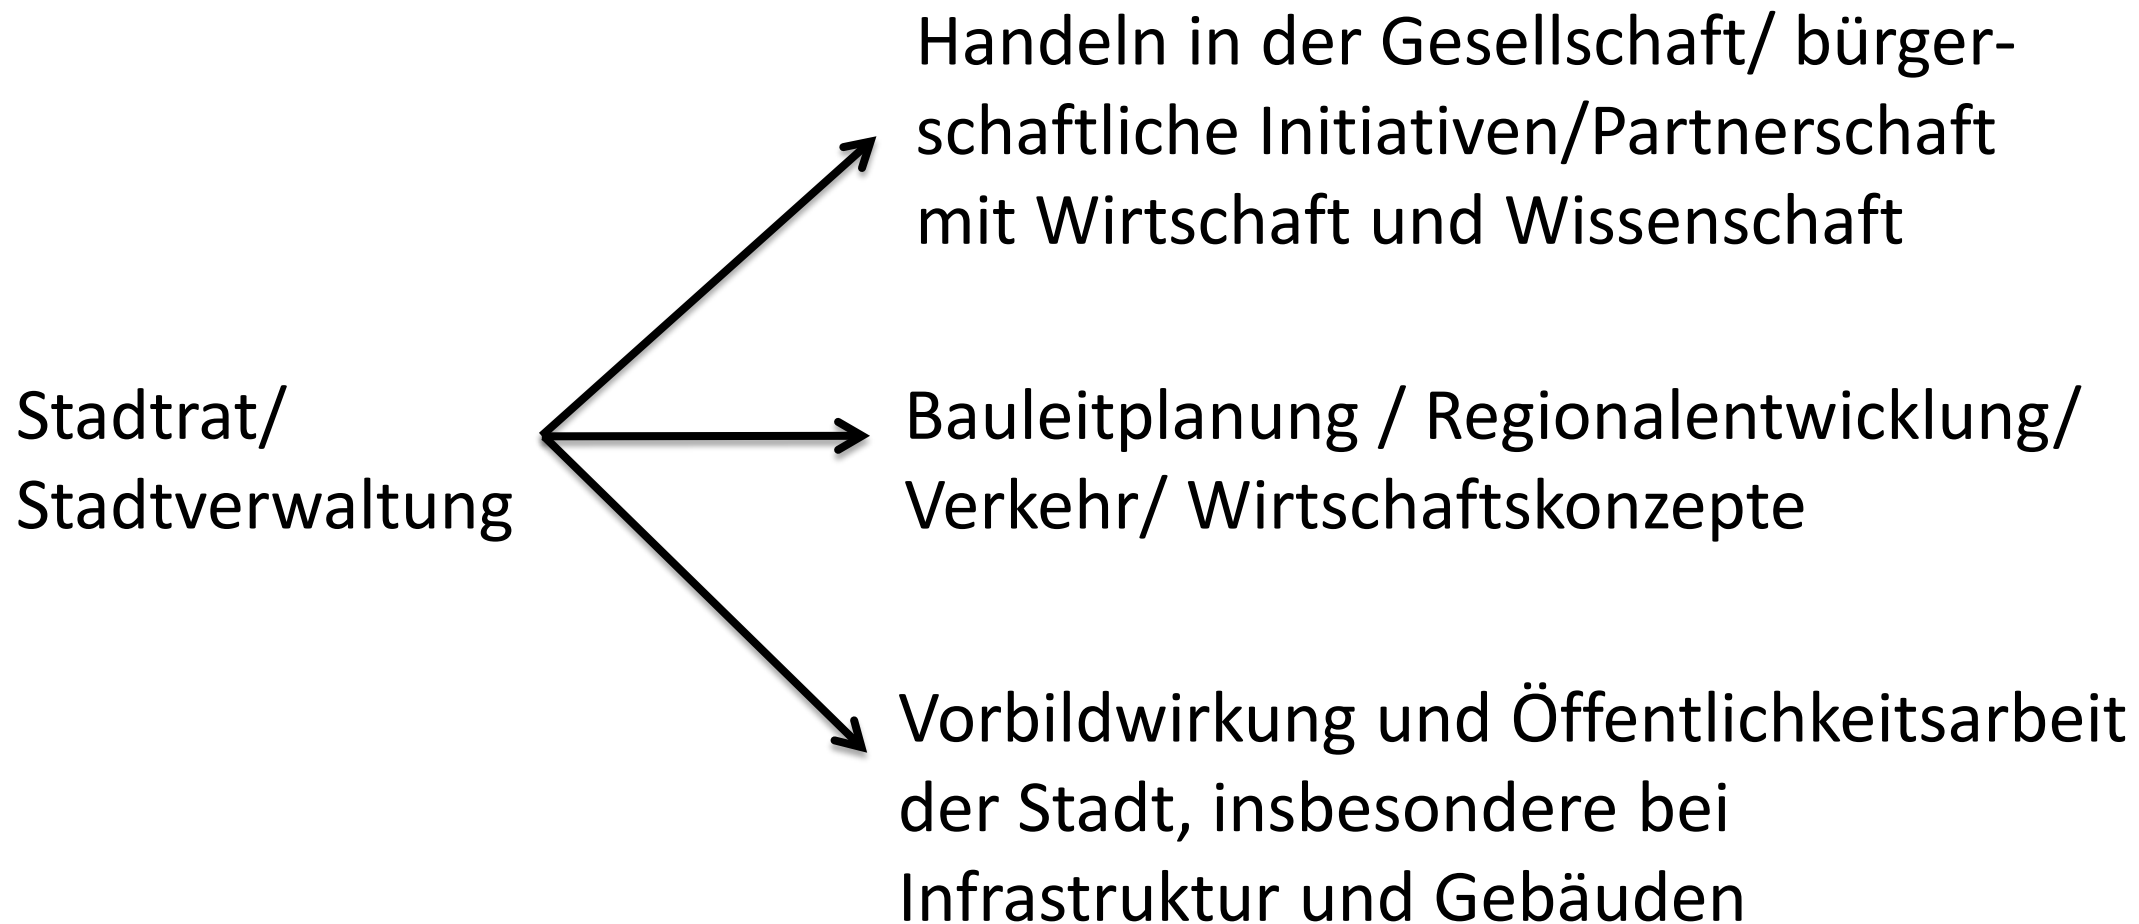 Handeln in der Gesellschaft/ bürger-
schaftliche Initiativen/Partnerschaft
mit Wirtschaft und Wissenschaft
Stadtrat/
Stadtverwaltung
Bauleitplanung / Regionalentwicklung/
Verkehr/ Wirtschaftskonzepte
Vorbildwirkung und Öffentlichkeitsarbeit
der Stadt, insbesondere bei
Infrastruktur und Gebäuden